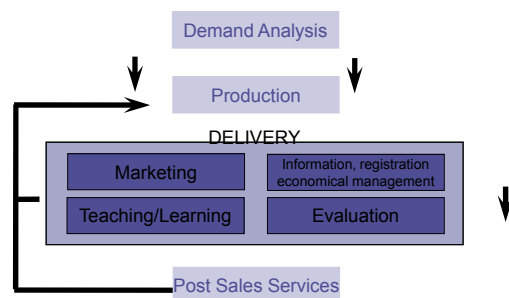 Demand Analysis
Production
DELIVERY
Marketing
Information, registration
economical management
Teaching/Learning
Evaluation
Post Sales Services